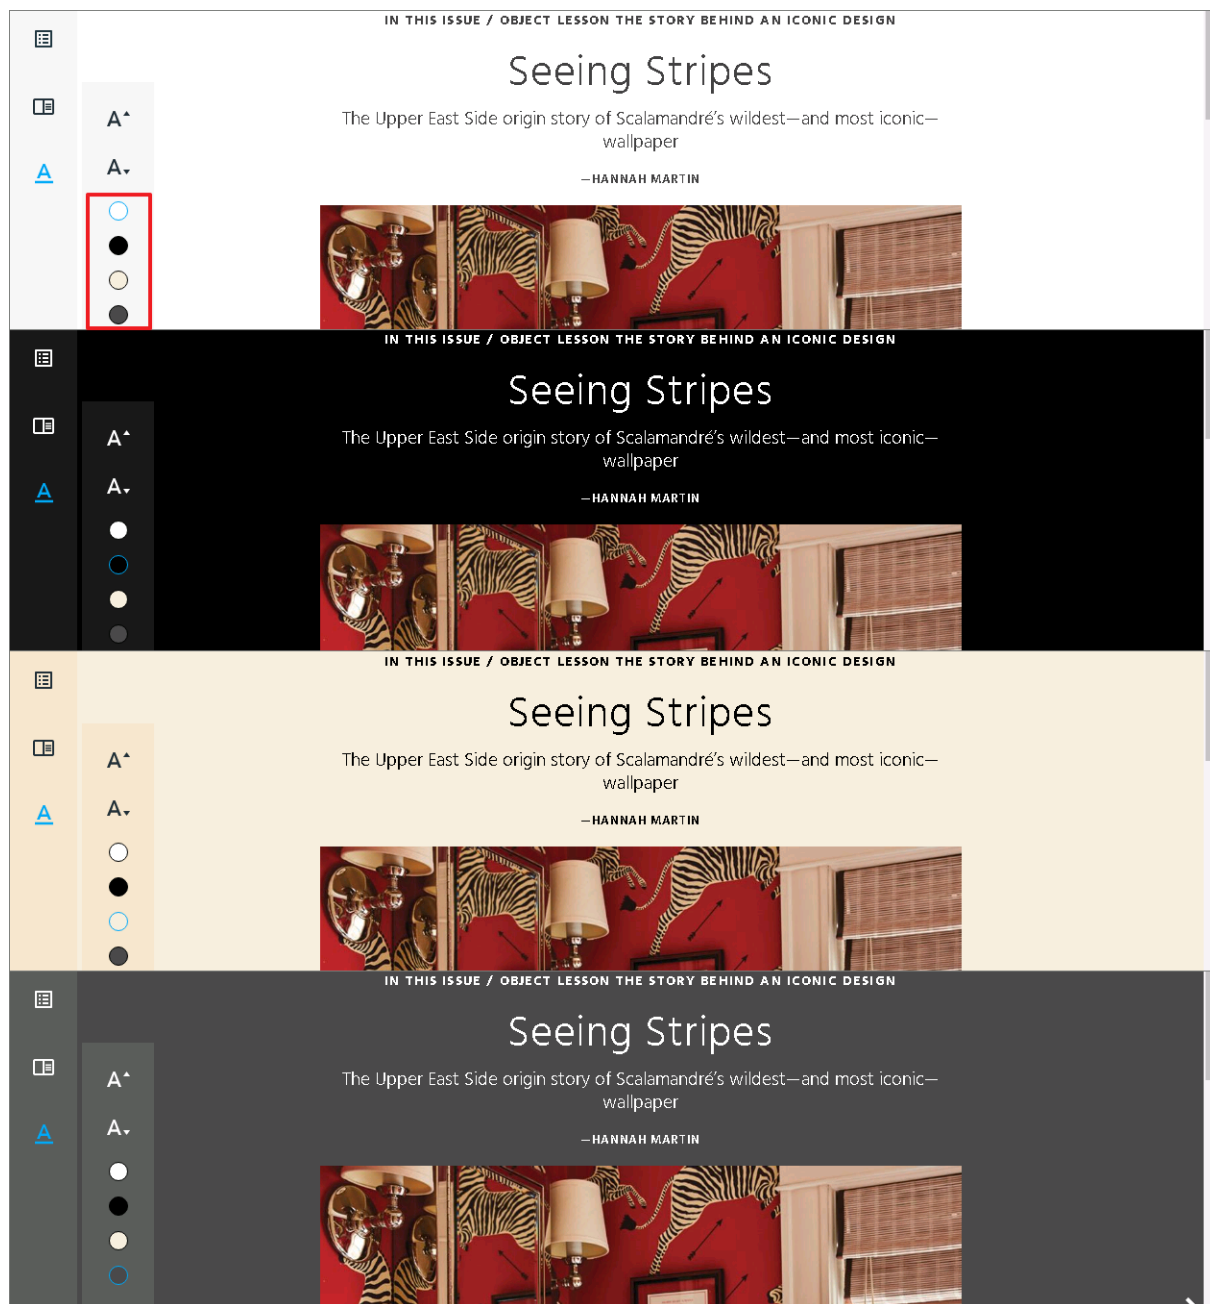 IN THIS ISSUE / OBJECT LESSON THE STORY BEHIND AN ICONIC DESIGN
Seeing Stripes
The Upper East Side origin story of Scalamandré’s wildest—and most iconic—
wallpaper
—HANNAH MARTIN
A
A
A
IN THIS ISSUE / OBJECT LESSON THE STORY BEHIND AN ICONIC DESIGN
Seeing Stripes
The Upper East Side origin story of Scalamandré’s wildest—and most iconic—
wallpaper
—HANNAH MARTIN
A
A
A
IN THIS ISSUE / OBJECT LESSON THE STORY BEHIND AN ICONIC DESIGN
Seeing Stripes
The Upper East Side origin story of Scalamandré’s wildest—and most iconic—
wallpaper
—HANNAH MARTIN
A
A
A
IN THIS ISSUE / OBJECT LESSON THE STORY BEHIND AN ICONIC DESIGN
Seeing Stripes
The Upper East Side origin story of Scalamandré’s wildest—and most iconic—
wallpaper
—HANNAH MARTIN
A
A
A